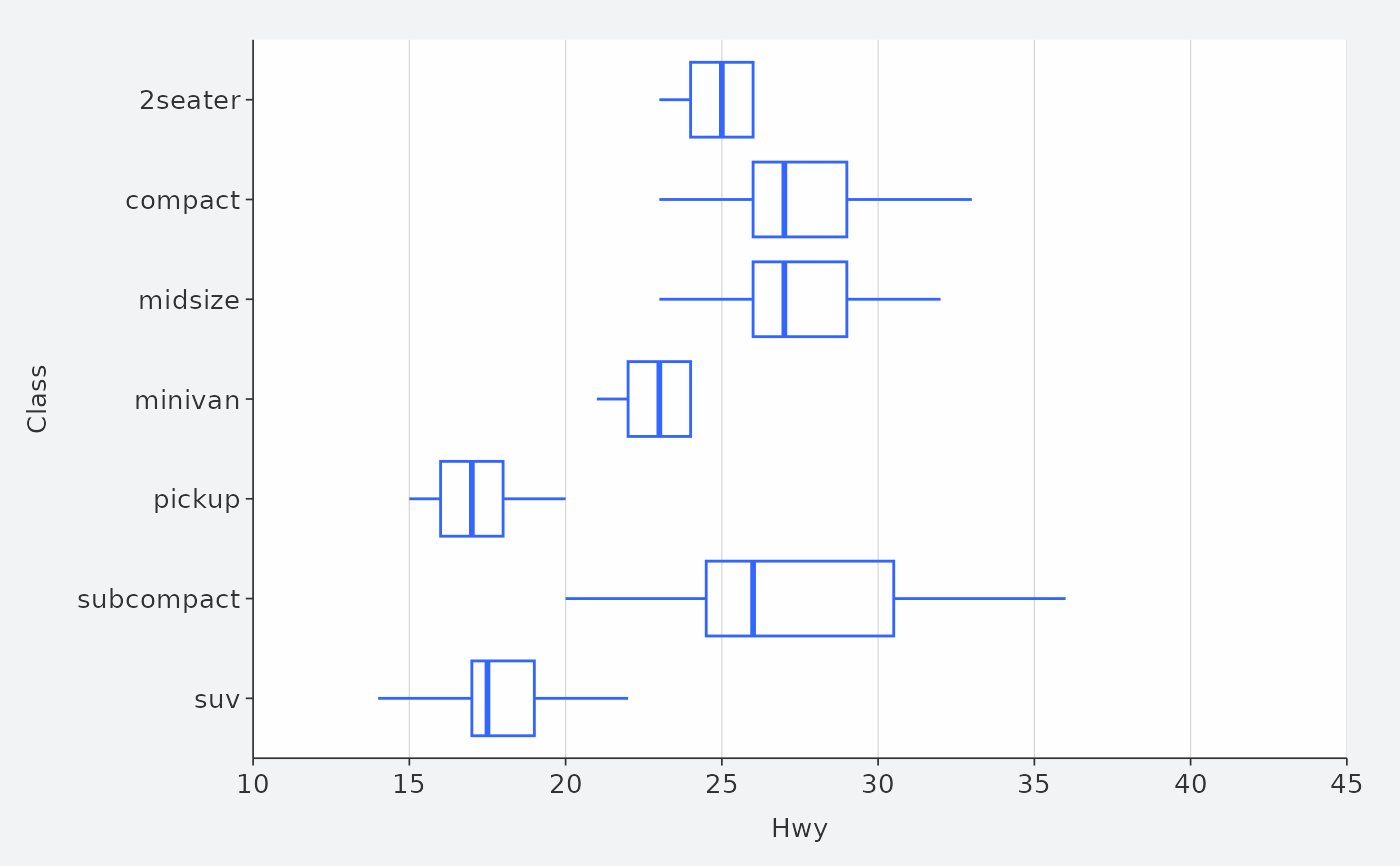 2seater
compact
midsize
minivan
pickup
subcompact
suv
Class
10 15 20 25 30 35 40 45
Hwy